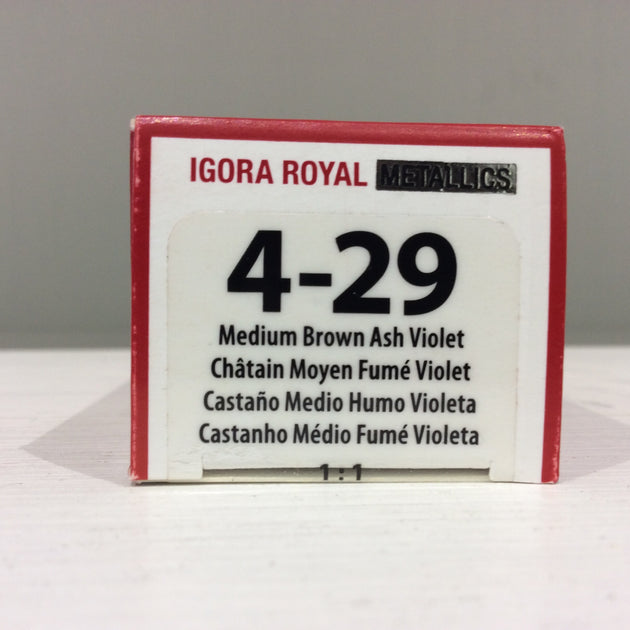 IGORA ROYAL METALLICS
4-29
Medium Brown Ash Violet
Châtain Moyen Fumé Violet
Castaño Medio Humo Violeta
Castanho Médio Fumé Violeta
1:1